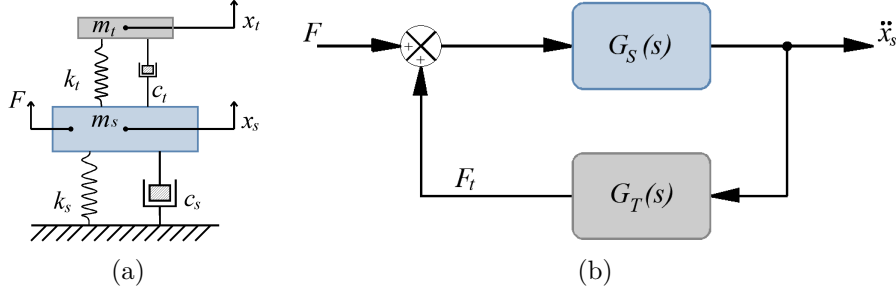 m_t
x_t
k_t
c_t
F
m_s
x_s
k_s
c_s
(a)
F
+
+
G_S(s)
ẍ_s
F_t
G_T(s)
(b)